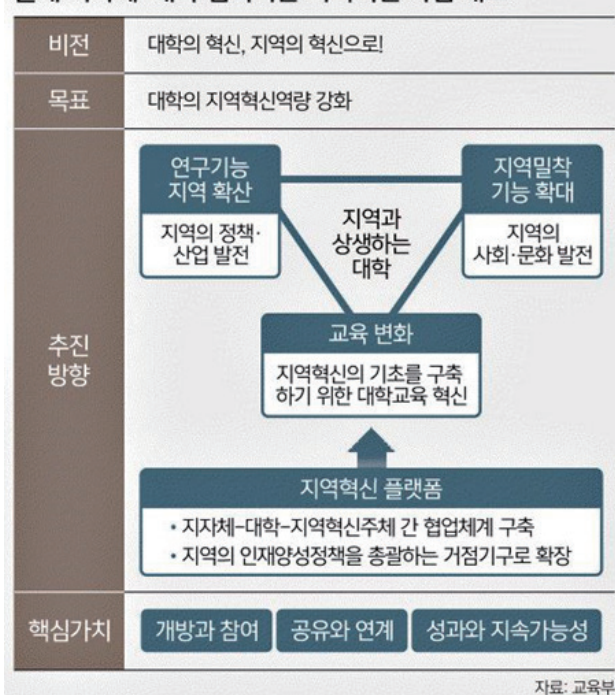 비전
대학의 혁신, 지역의 혁신으로!
목표
대학의 지역혁신역량 강화
추진
방향
연구기능
지역 확산
지역의 정책·
산업 발전
지역밀착
기능 확대
지역의
사회·문화 발전
지역과
상생하는
대학
교육 변화
지역혁신의 기초를 구축
하기 위한 대학교육 혁신
지역혁신 플랫폼
• 지자체-대학-지역혁신주체 간 협업체계 구축
• 지역의 인재양성정책을 총괄하는 거점기구로 확장
핵심가치
개방과 참여
공유와 연계
성과와 지속가능성
자료: 교육부